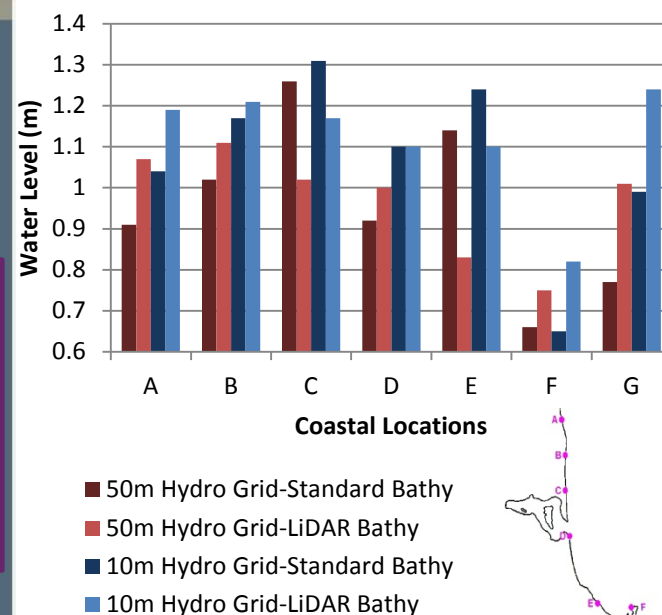 1.4
1.3
1.2
1.1
1
0.9
0.8
0.7
0.6
Water Level (m)
A B C D E F G
Coastal Locations
50m Hydro Grid-Standard Bathy
50m Hydro Grid-LiDAR Bathy
10m Hydro Grid-Standard Bathy
10m Hydro Grid-LiDAR Bathy
A
B
C
D
E
F